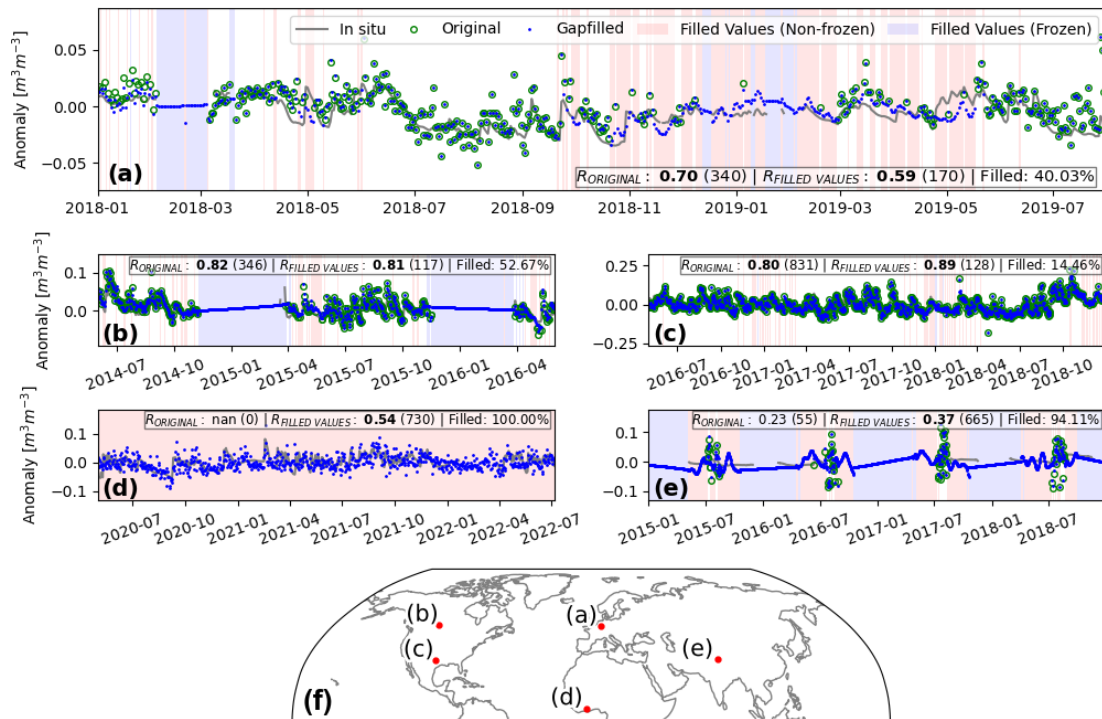 In situ Original Gapfilled Filled Values (Non-frozen) Filled Values (Frozen)
Anomaly [m³m⁻³]
0.05
0.00
−0.05
(a)
R_ORIGINAL : 0.70 (340) | R_FILLED VALUES : 0.59 (170) | Filled: 40.03%
2018-01 2018-03 2018-05 2018-07 2018-09 2018-11 2019-01 2019-03 2019-05 2019-07
Anomaly [m³m⁻³]
0.1
0.0
(b)
R_ORIGINAL : 0.82 (346) | R_FILLED VALUES : 0.81 (117) | Filled: 52.67%
2014-07 2014-10 2015-01 2015-04 2015-07 2015-10 2016-01 2016-04
0.25
0.00
−0.25
(c)
R_ORIGINAL : 0.80 (831) | R_FILLED VALUES : 0.89 (128) | Filled: 14.46%
2016-07 2016-10 2017-01 2017-04 2017-07 2017-10 2018-01 2018-04 2018-07 2018-10
Anomaly [m³m⁻³]
0.1
0.0
−0.1
(d)
R_ORIGINAL : nan (0) | R_FILLED VALUES : 0.54 (730) | Filled: 100.00%
2020-07 2020-10 2021-01 2021-04 2021-07 2021-10 2022-01 2022-04 2022-07
0.1
0.0
−0.1
(e)
R_ORIGINAL : 0.23 (55) | R_FILLED VALUES : 0.37 (665) | Filled: 94.11%
2015-01 2015-07 2016-01 2016-07 2017-01 2017-07 2018-01 2018-07
(b)
(a)
(c)
(e)
(d)
(f)